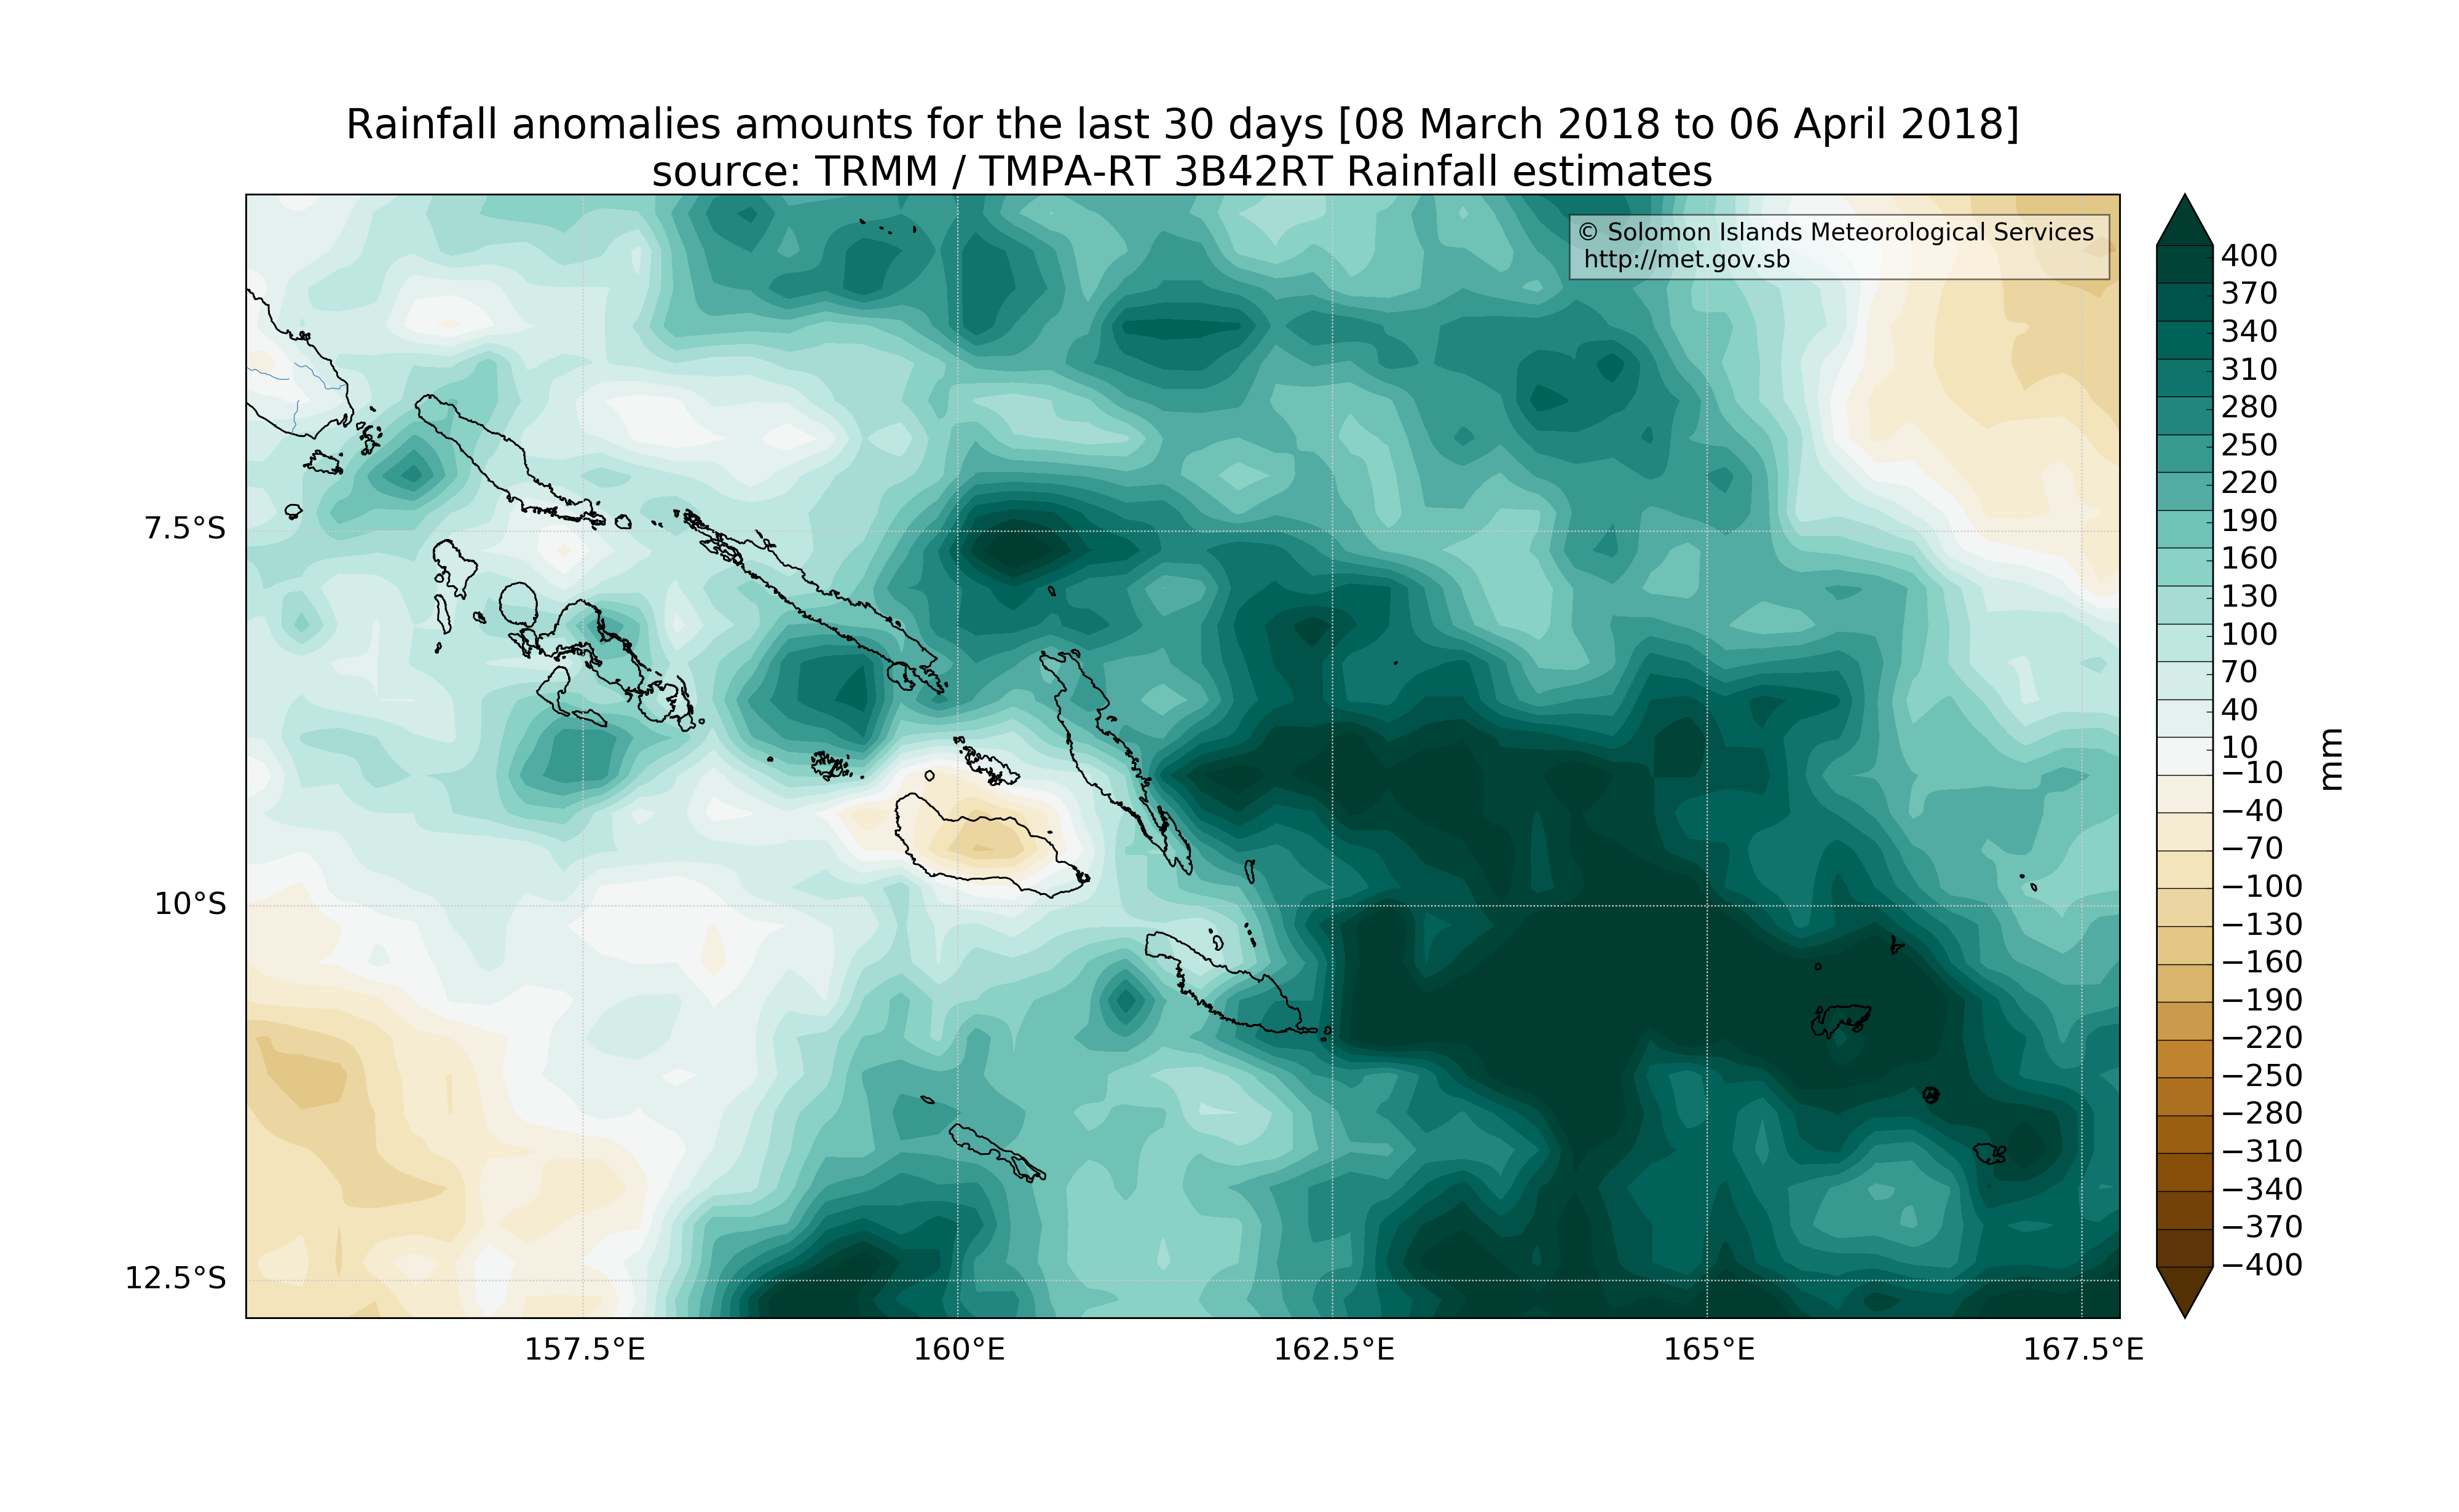 Rainfall anomalies amounts for the last 30 days [08 March 2018 to 06 April 2018]
source: TRMM / TMPA-RT 3B42RT Rainfall estimates
© Solomon Islands Meteorological Services
http://met.gov.sb
7.5°S
10°S
12.5°S
157.5°E
160°E
162.5°E
165°E
167.5°E
400
370
340
310
280
250
220
190
160
130
100
70
40
10
−10
−40
−70
−100
−130
−160
−190
−220
−250
−280
−310
−340
−370
−400
mm